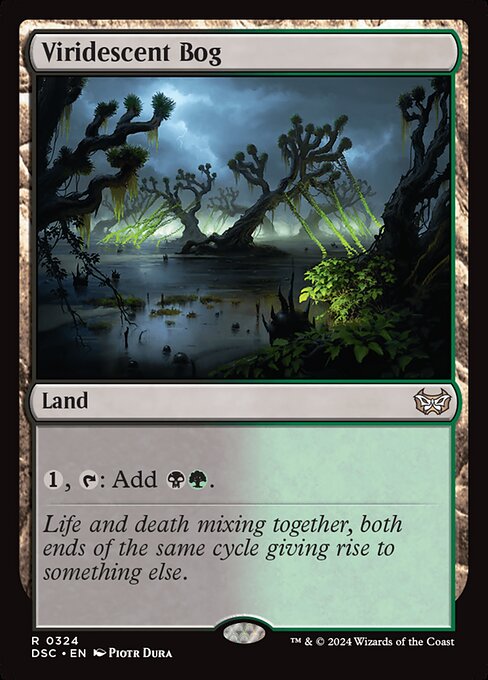 Viridescent Bog
Land
1, : Add .
Life and death mixing together, both
ends of the same cycle giving rise to
something else.
R 0324
DSC • EN Piotr Dura
™ & © 2024 Wizards of the Coast